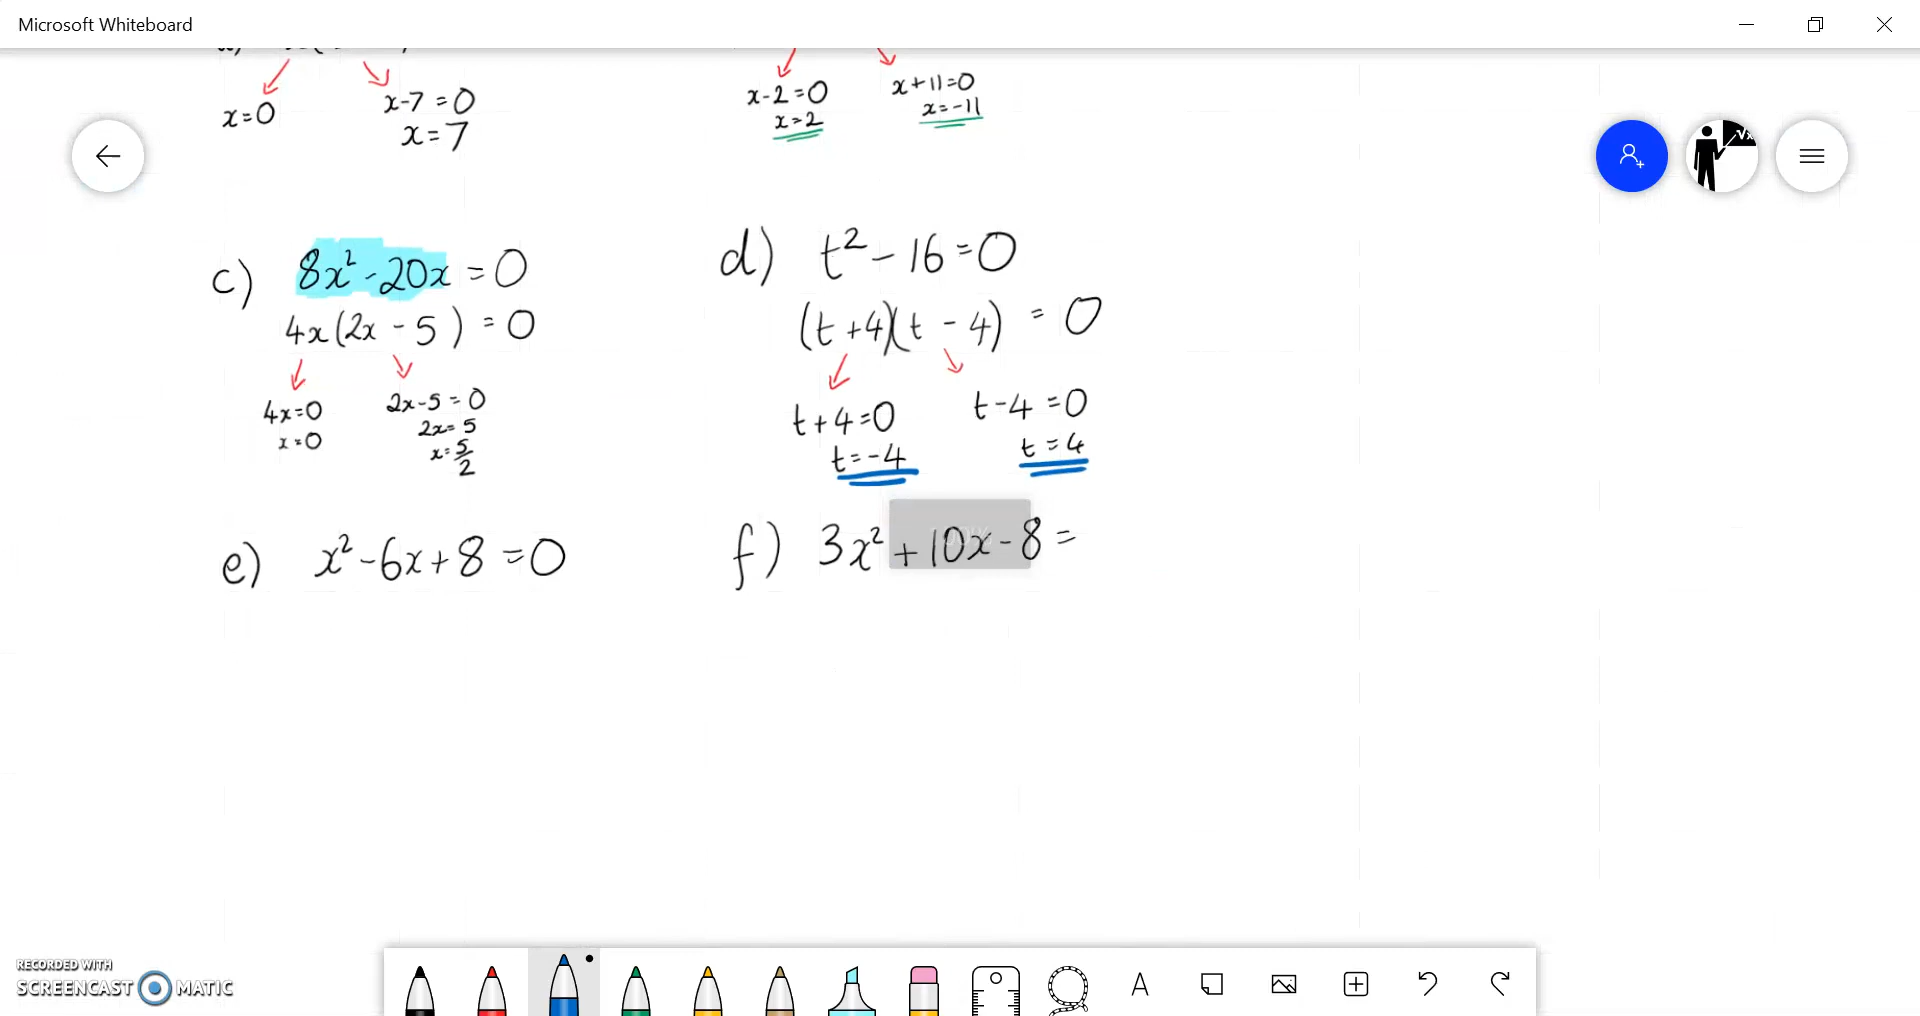 Microsoft Whiteboard
x=0
x-7=0
x=7
x-2=0
x=2
x+11=0
x=-11
√x
c) 8x²-20x=0
4x(2x-5)=0
4x=0
x=0
2x-5=0
2x=5
x=5/2
d) t²-16=0
(t+4)(t-4)=0
t+4=0
t=-4
t-4=0
t=4
e) x²-6x+8=0
f) 3x²+10x-8=
RECORDED WITH
SCREENCAST MATIC
A